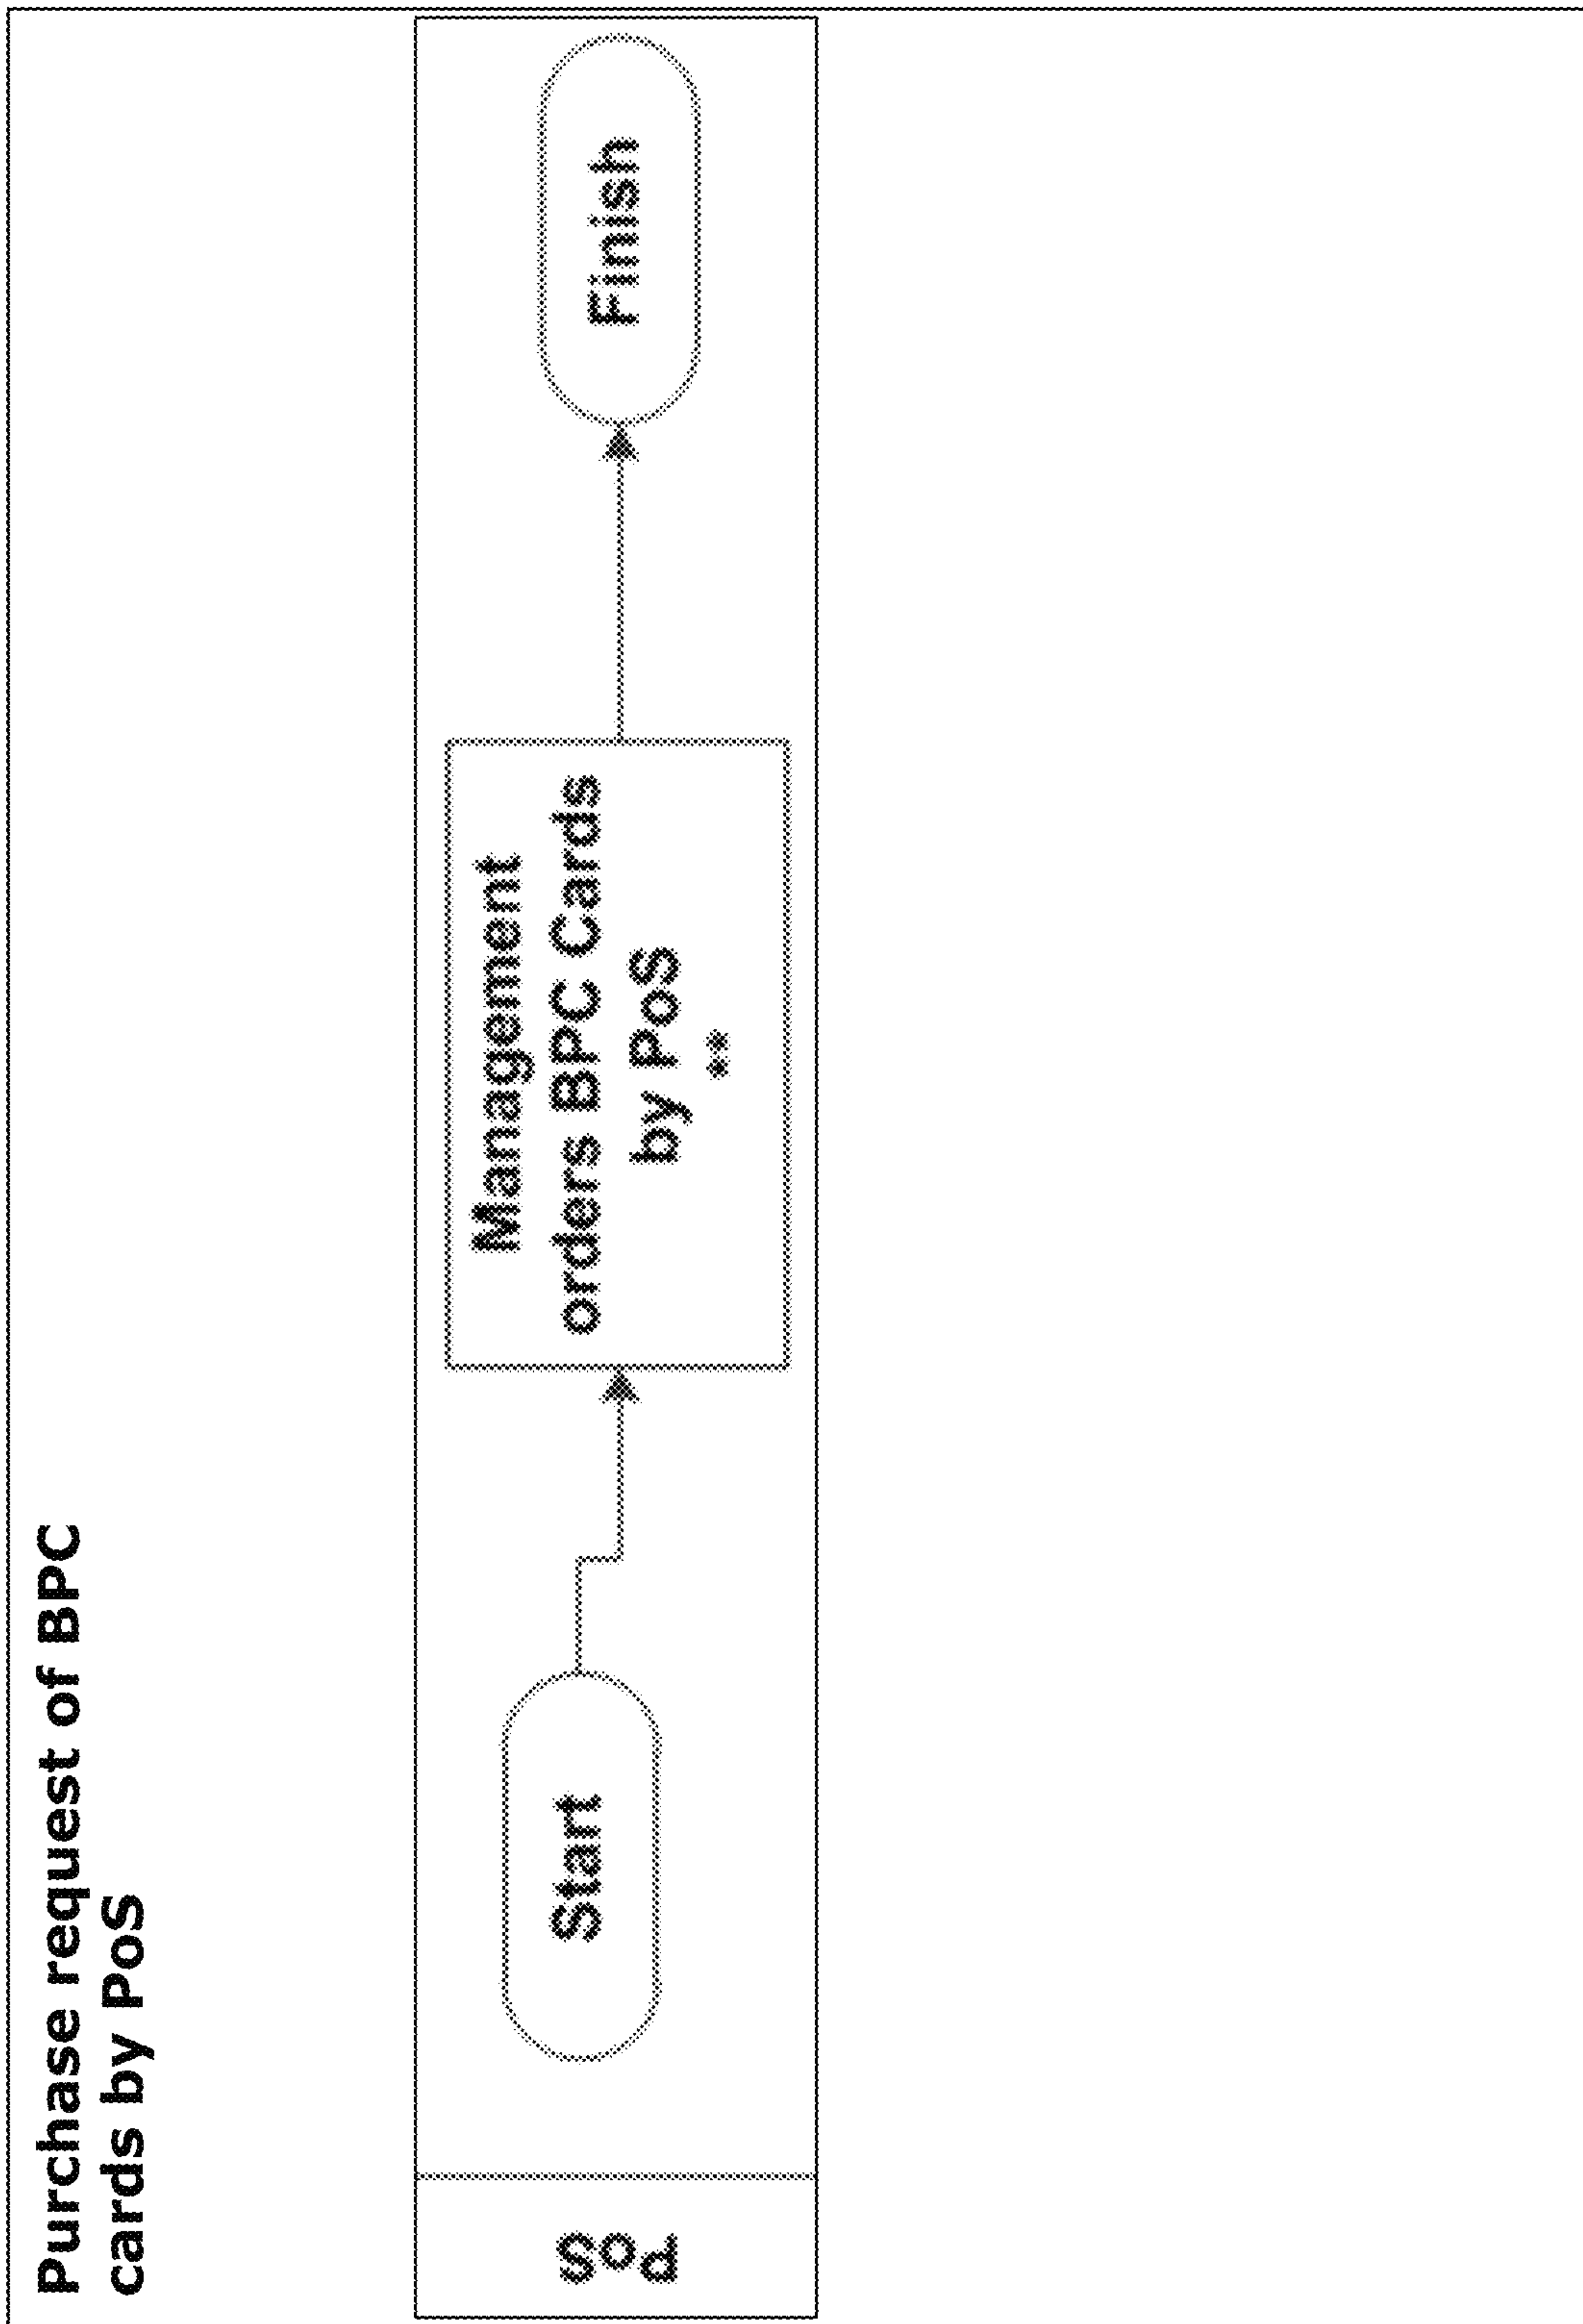 Purchase request of BPC
cards by PoS
PoS
Start
Management
orders BPC Cards
by PoS
**
Finish